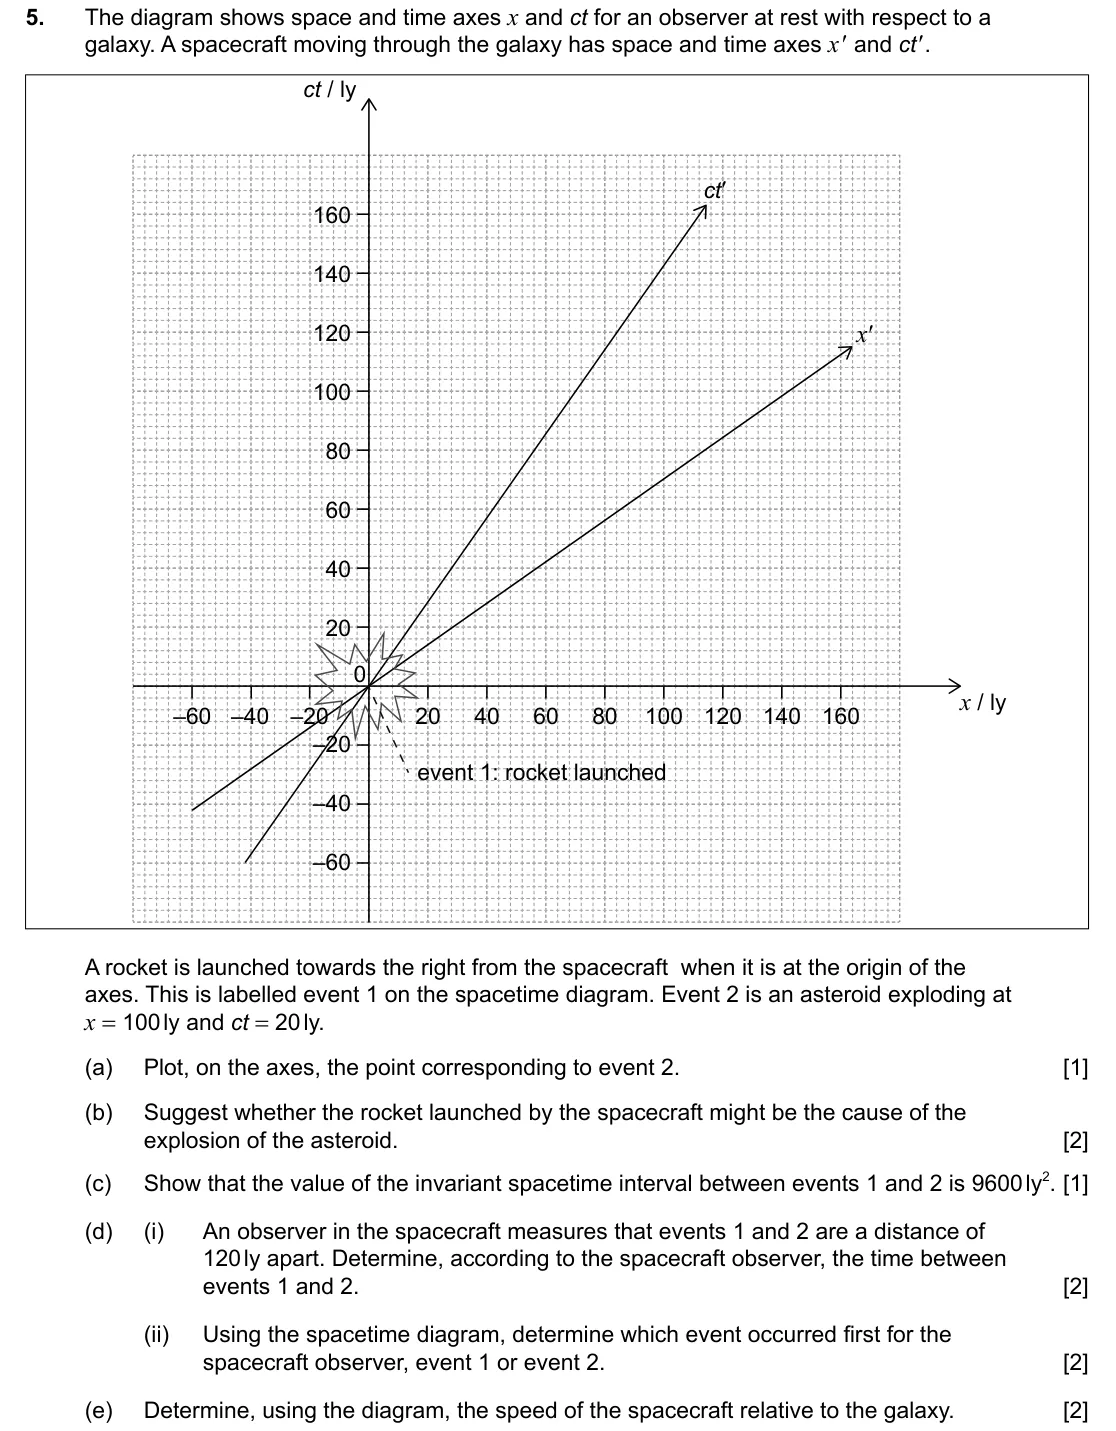 5. The diagram shows space and time axes x and ct for an observer at rest with respect to a
galaxy. A spacecraft moving through the galaxy has space and time axes x′ and ct′.
ct / ly
ct′
160
140
x′
120
100
80
60
40
20
0
–60 –40 –20 20 40 60 80 100 120 140 160
x / ly
–20
event 1: rocket launched
–40
–60
A rocket is launched towards the right from the spacecraft when it is at the origin of the
axes. This is labelled event 1 on the spacetime diagram. Event 2 is an asteroid exploding at
x = 100 ly and ct = 20 ly.
(a) Plot, on the axes, the point corresponding to event 2. [1]
(b) Suggest whether the rocket launched by the spacecraft might be the cause of the
explosion of the asteroid. [2]
(c) Show that the value of the invariant spacetime interval between events 1 and 2 is 9600 ly². [1]
(d) (i) An observer in the spacecraft measures that events 1 and 2 are a distance of
120 ly apart. Determine, according to the spacecraft observer, the time between
events 1 and 2. [2]
(ii) Using the spacetime diagram, determine which event occurred first for the
spacecraft observer, event 1 or event 2. [2]
(e) Determine, using the diagram, the speed of the spacecraft relative to the galaxy. [2]